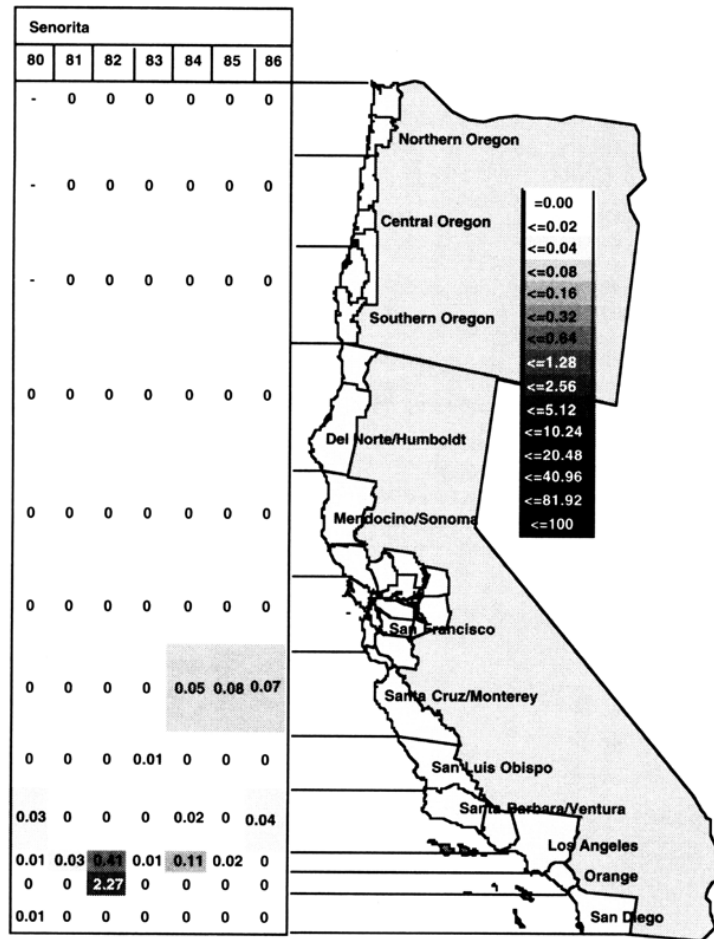 Senorita
80 81 82 83 84 85 86
- 0 0 0 0 0 0
Northern Oregon
- 0 0 0 0 0 0
Central Oregon
- 0 0 0 0 0 0
Southern Oregon
0 0 0 0 0 0 0
Del Norte/Humboldt
0 0 0 0 0 0 0
Mendocino/Sonoma
0 0 0 0 0 0 0
San Francisco
0 0 0 0 0.05 0.08 0.07
Santa Cruz/Monterey
0 0 0 0.01 0 0 0
San Luis Obispo
0.03 0 0 0 0.02 0 0.04
Santa Barbara/Ventura
0.01 0.03 0.41 0.01 0.11 0.02 0
Los Angeles
0 0 2.27 0 0 0 0
Orange
0.01 0 0 0 0 0 0
San Diego
=0.00
<=0.02
<=0.04
<=0.08
<=0.16
<=0.32
<=0.64
<=1.28
<=2.56
<=5.12
<=10.24
<=20.48
<=40.96
<=81.92
<=100